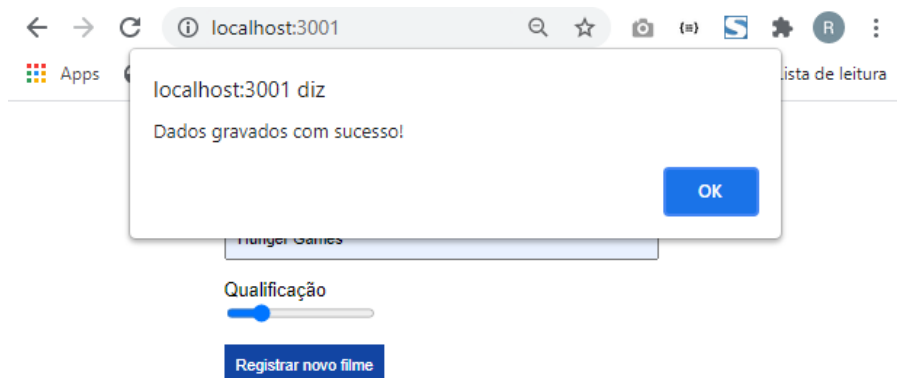 localhost:3001
R
Apps
ista de leitura
localhost:3001 diz
Dados gravados com sucesso!
OK
Hunger Games
Qualificação
Registrar novo filme